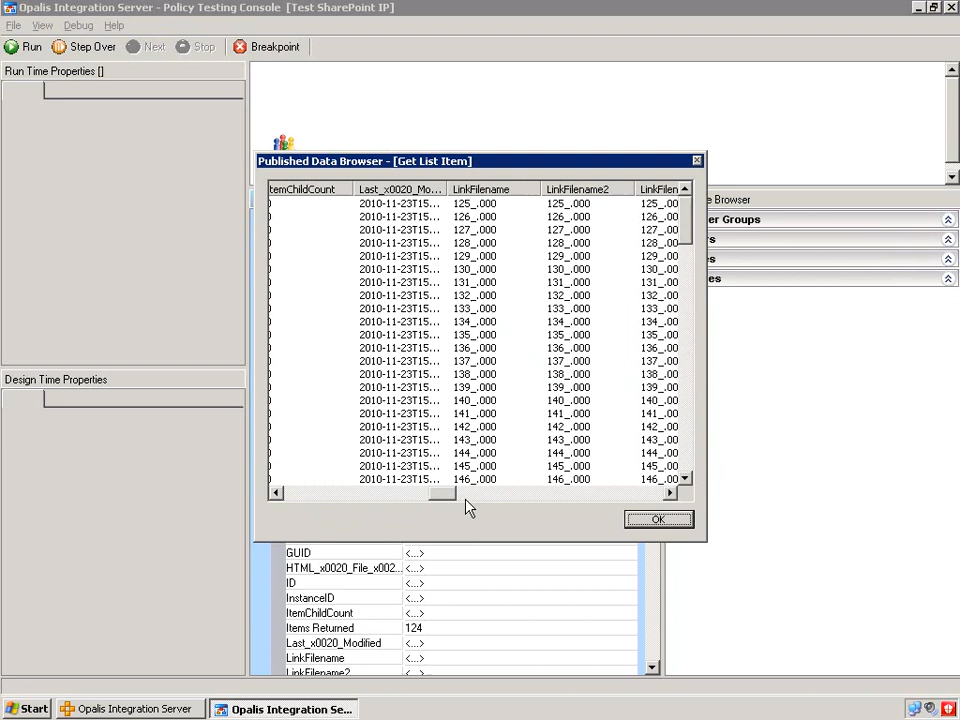 Opalis Integration Server - Policy Testing Console [Test SharePoint IP]
File View Debug Help
Run Step Over Next Stop Breakpoint
Run Time Properties []
Design Time Properties
Published Data Browser - [Get List Item]
temChildCount Last_x0020_Mo... LinkFilename LinkFilename2 LinkFilen
2010-11-23T15... 125_.000 125_.000 125_.00
2010-11-23T15... 126_.000 126_.000 126_.00
2010-11-23T15... 127_.000 127_.000 127_.00
2010-11-23T15... 128_.000 128_.000 128_.00
2010-11-23T15... 129_.000 129_.000 129_.00
2010-11-23T15... 130_.000 130_.000 130_.00
2010-11-23T15... 131_.000 131_.000 131_.00
2010-11-23T15... 132_.000 132_.000 132_.00
2010-11-23T15... 133_.000 133_.000 133_.00
2010-11-23T15... 134_.000 134_.000 134_.00
2010-11-23T15... 135_.000 135_.000 135_.00
2010-11-23T15... 136_.000 136_.000 136_.00
2010-11-23T15... 137_.000 137_.000 137_.00
2010-11-23T15... 138_.000 138_.000 138_.00
2010-11-23T15... 139_.000 139_.000 139_.00
2010-11-23T15... 140_.000 140_.000 140_.00
2010-11-23T15... 141_.000 141_.000 141_.00
2010-11-23T15... 142_.000 142_.000 142_.00
2010-11-23T15... 143_.000 143_.000 143_.00
2010-11-23T15... 144_.000 144_.000 144_.00
2010-11-23T15... 145_.000 145_.000 145_.00
2010-11-23T15... 146_.000 146_.000 146_.00
OK
e Browser
er Groups
rs
es
es
GUID <...>
HTML_x0020_File_x002... <...>
ID <...>
InstanceID <...>
ItemChildCount <...>
Items Returned 124
Last_x0020_Modified <...>
LinkFilename <...>
LinkFilename2 <...>
Start Opalis Integration Server Opalis Integration Se...